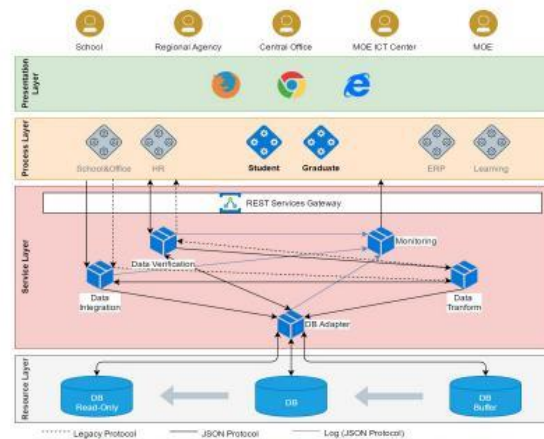 School
Regional Agency
Central Office
MOE ICT Center
MOE
Presentation
Layer
Process Layer
School&Office
HR
Student
Graduate
ERP
Learning
Service Layer
REST Services Gateway
Data Verification
Monitoring
Data
Integration
Data
Tranform
DB Adapter
Resource Layer
DB
Read-Only
DB
DB
Buffer
Legacy Protocol
JSON Protocol
Log (JSON Protocol)